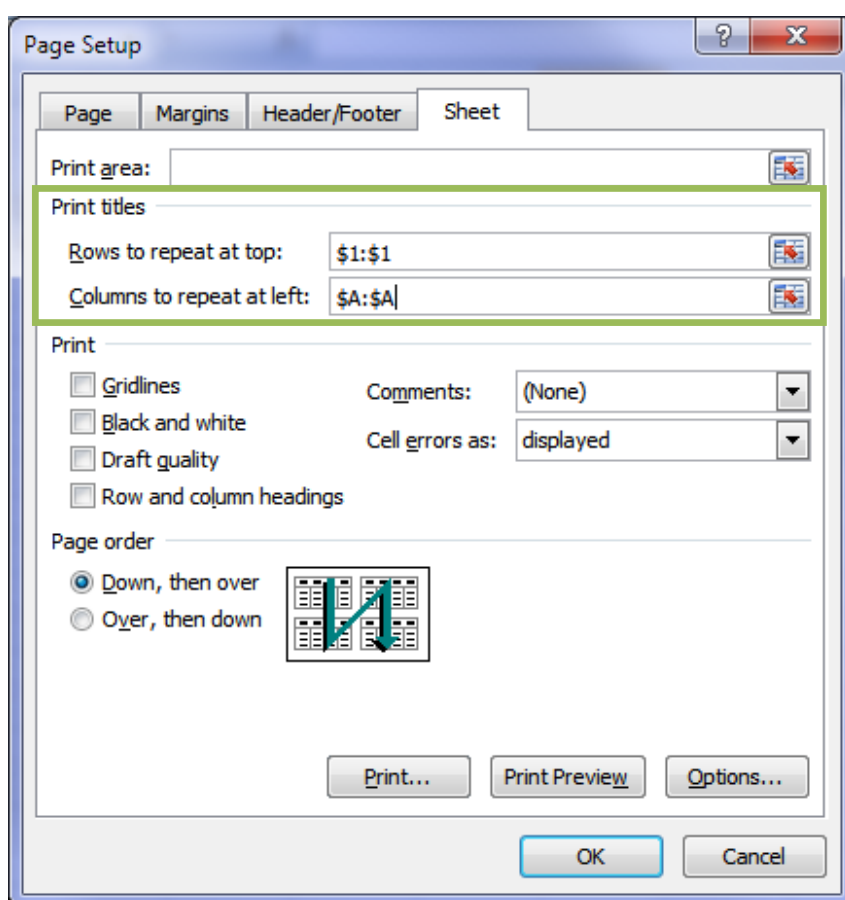 Page Setup
Page Margins Header/Footer Sheet
Print area:
Print titles
Rows to repeat at top: $1:$1
Columns to repeat at left: $A:$A
Print
Gridlines Comments: (None)
Black and white
Cell errors as: displayed
Draft quality
Row and column headings
Page order
Down, then over
Over, then down
Print... Print Preview Options...
OK Cancel